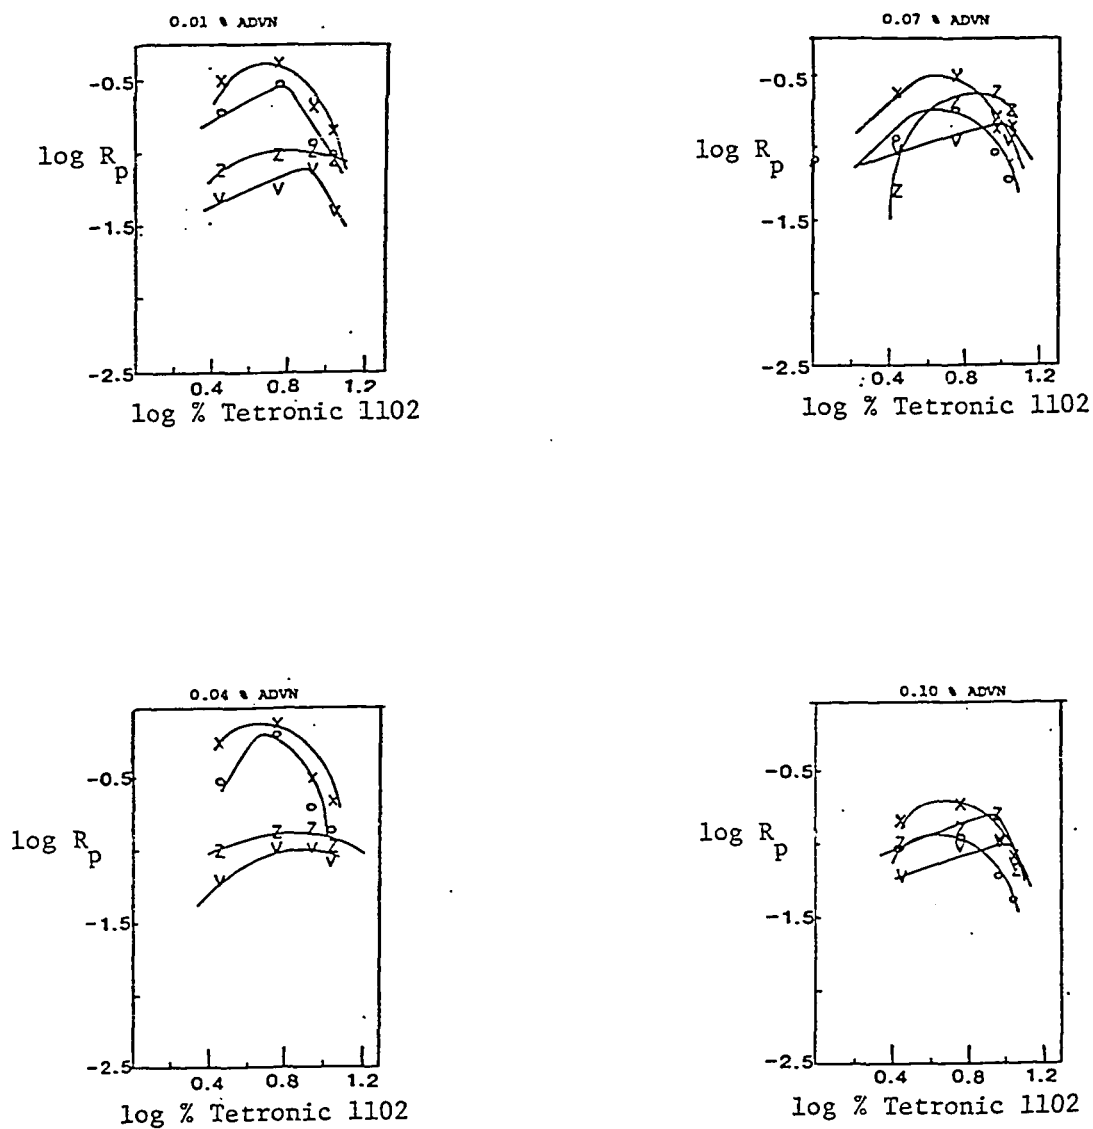 0.01 % ADVN
-0.5
log Rp
-1.5
-2.5
0.4 0.8 1.2
log % Tetronic 1102
0.07 % ADVN
-0.5
log Rp
-1.5
-2.5
0.4 0.8 1.2
log % Tetronic 1102
0.04 % ADVN
-0.5
log Rp
-1.5
-2.5
0.4 0.8 1.2
log % Tetronic 1102
0.10 % ADVN
-0.5
log Rp
-1.5
-2.5
0.4 0.8 1.2
log % Tetronic 1102